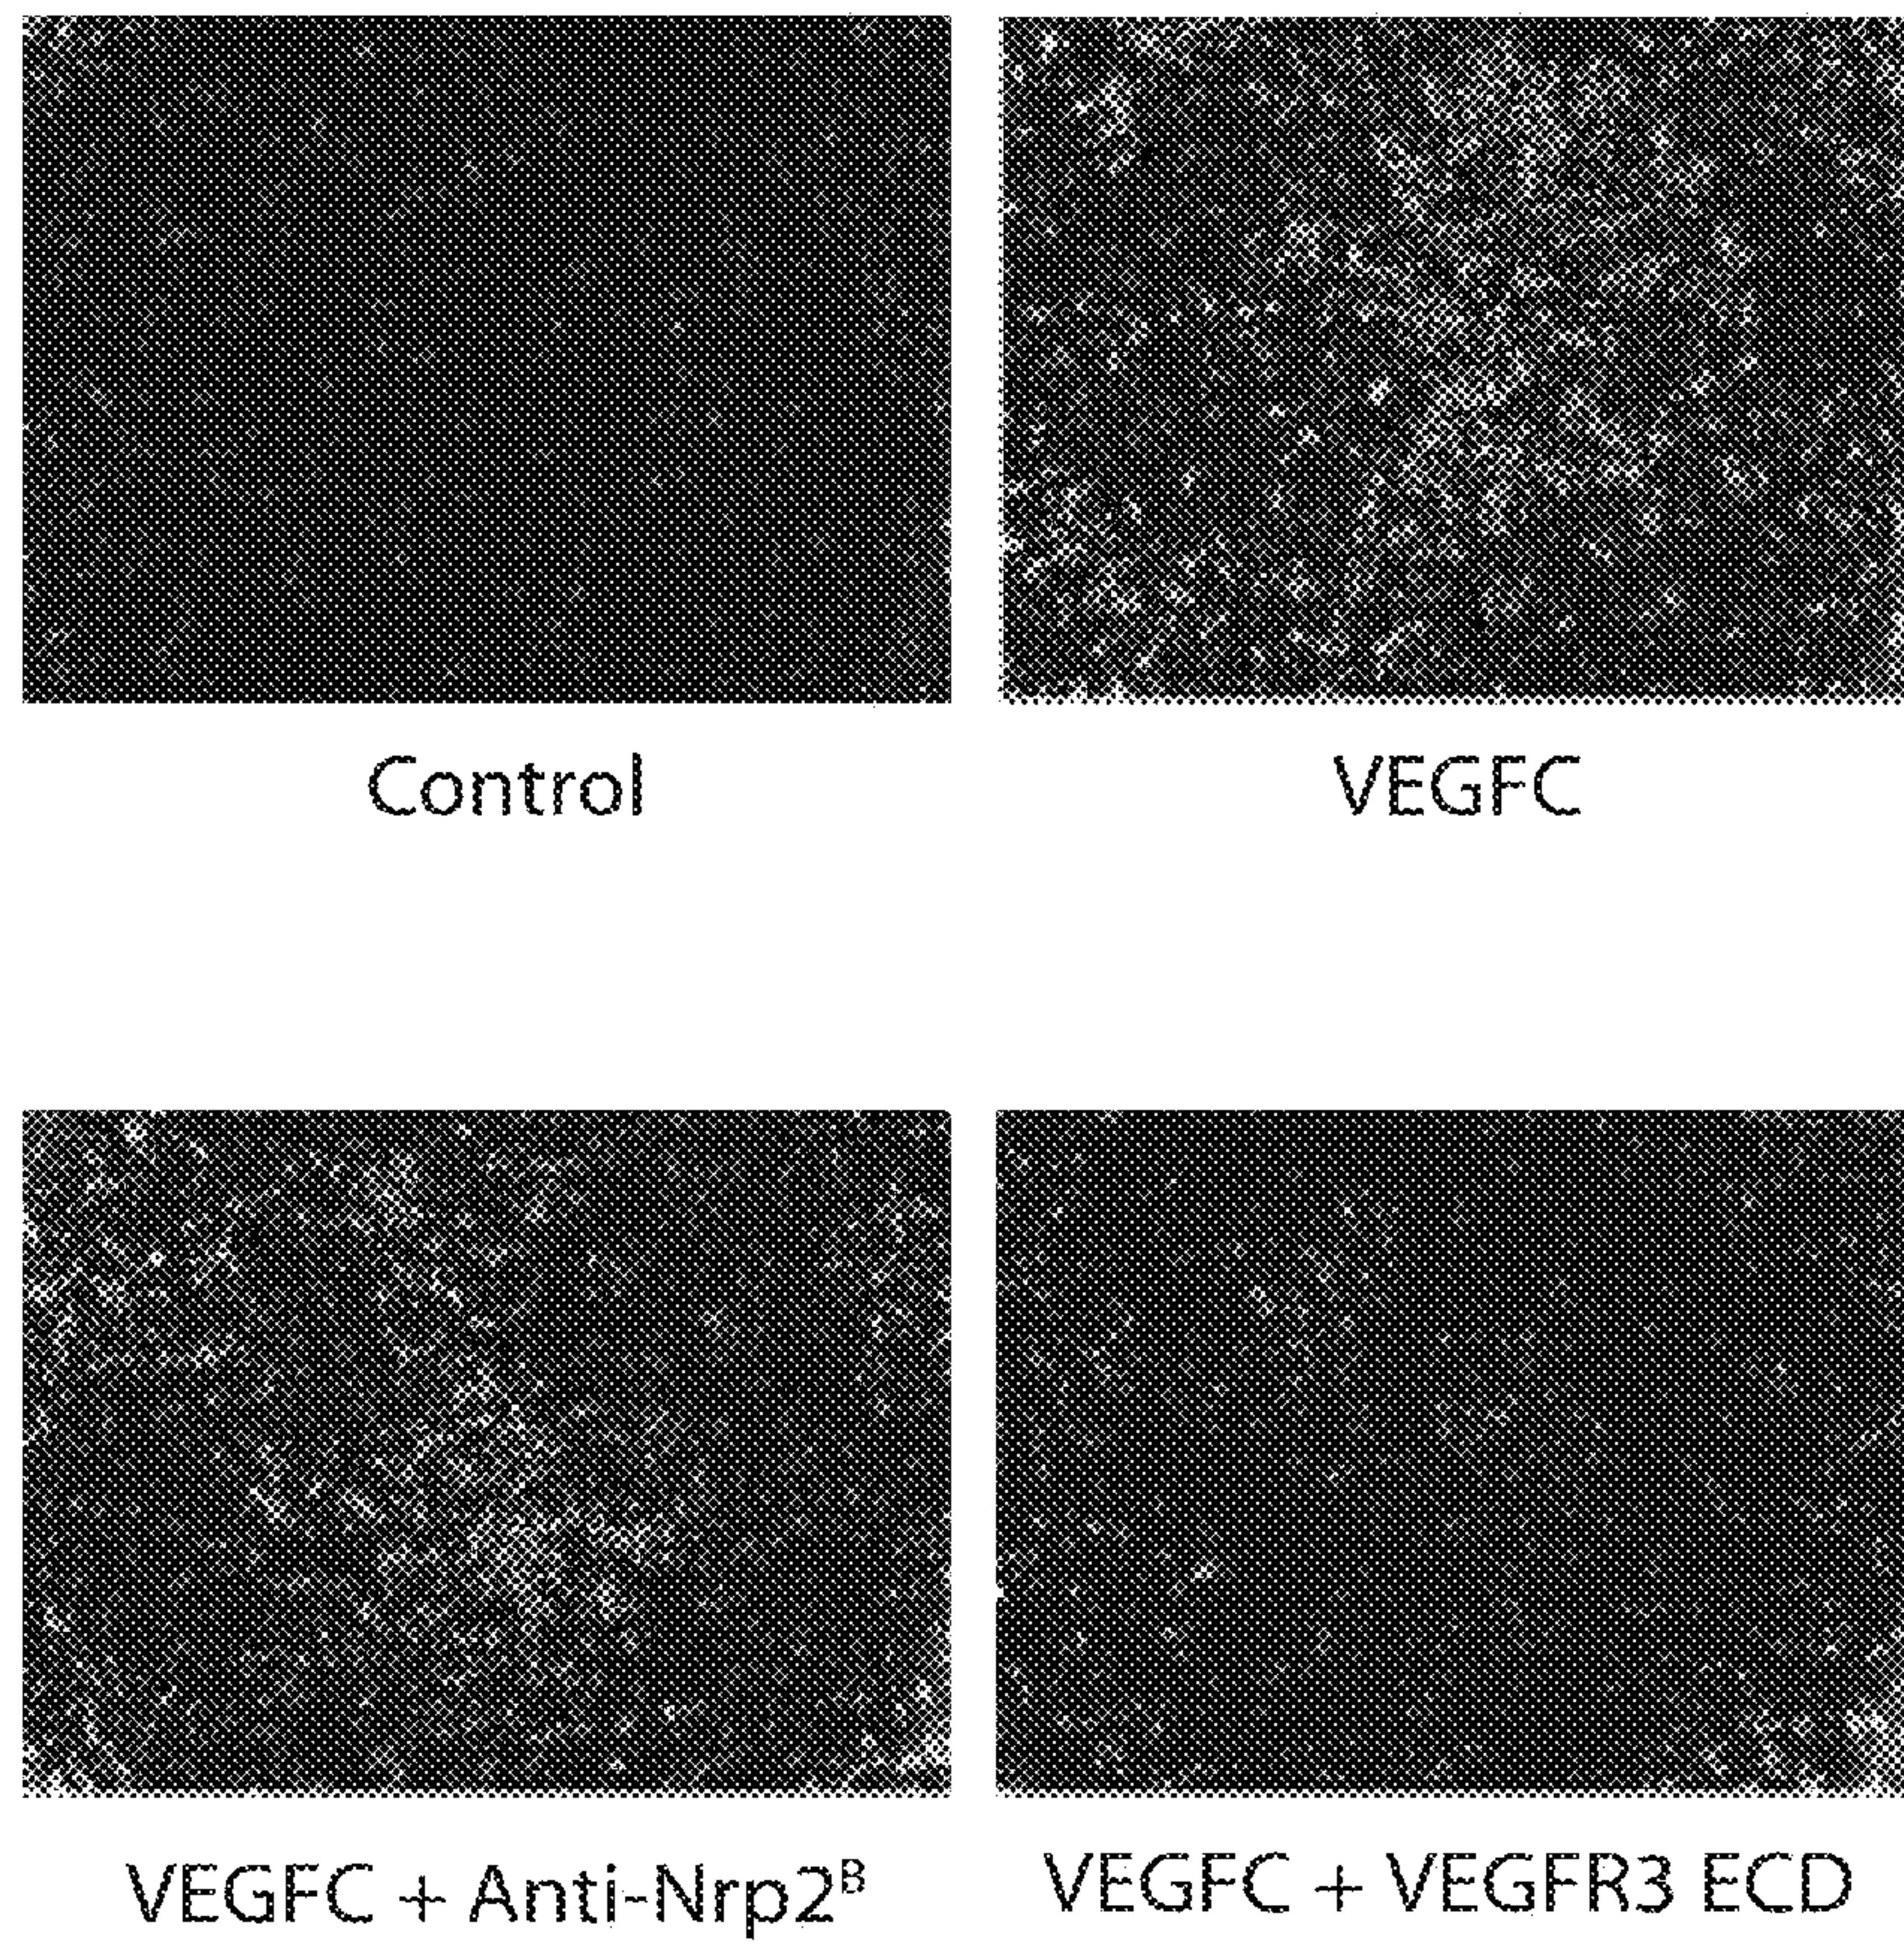 Control
VEGFC
VEGFC + Anti-Nrp2ᴮ
VEGFC + VEGFR3 ECD